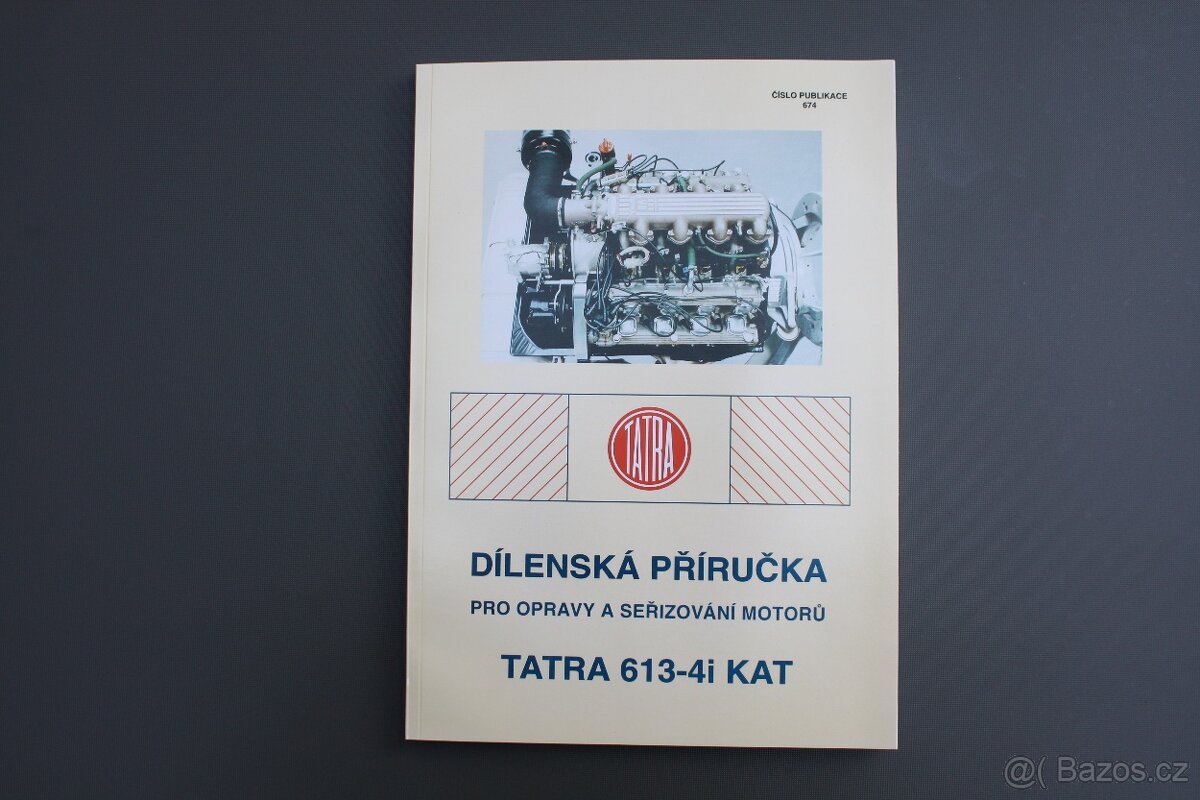 ČÍSLO PUBLIKACE
674
TATRA
DÍLENSKÁ PŘÍRUČKA
PRO OPRAVY A SEŘIZOVÁNÍ MOTORŮ
TATRA 613-4i KAT
@( Bazos.cz